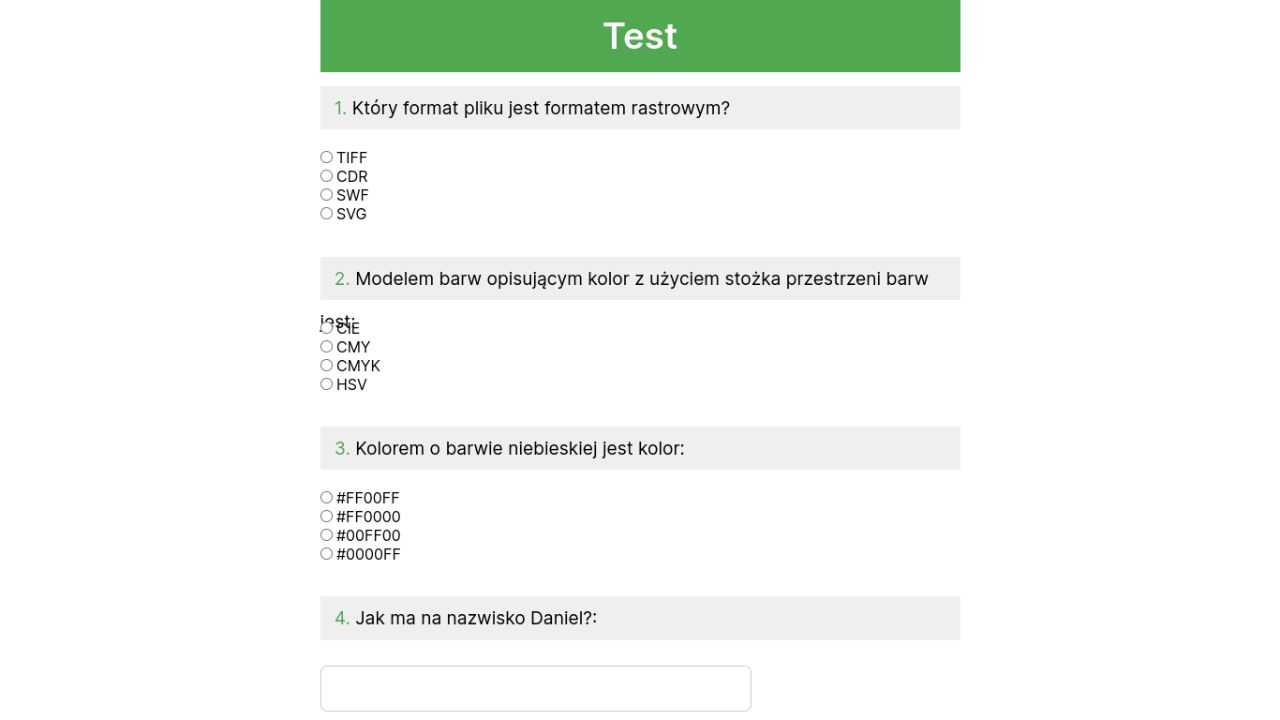 Test
1. Który format pliku jest formatem rastrowym?
TIFF
CDR
SWF
SVG
2. Modelem barw opisującym kolor z użyciem stożka przestrzeni barw
jest:
CIE
CMY
CMYK
HSV
3. Kolorem o barwie niebieskiej jest kolor:
#FF00FF
#FF0000
#00FF00
#0000FF
4. Jak ma na nazwisko Daniel?: